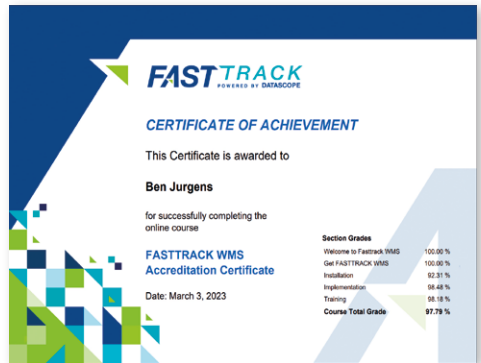 FASTTRACK
POWERED BY DATASCOPE
CERTIFICATE OF ACHIEVEMENT
This Certificate is awarded to
Ben Jurgens
for successfully completing the
online course
FASTTRACK WMS
Accreditation Certificate
Date: March 3, 2023
Section Grades
Welcome to Fasttrack WMS 100.00 %
Get FASTTRACK WMS 100.00 %
Installation 92.31 %
Implementation 98.48 %
Training 98.18 %
Course Total Grade 97.79 %